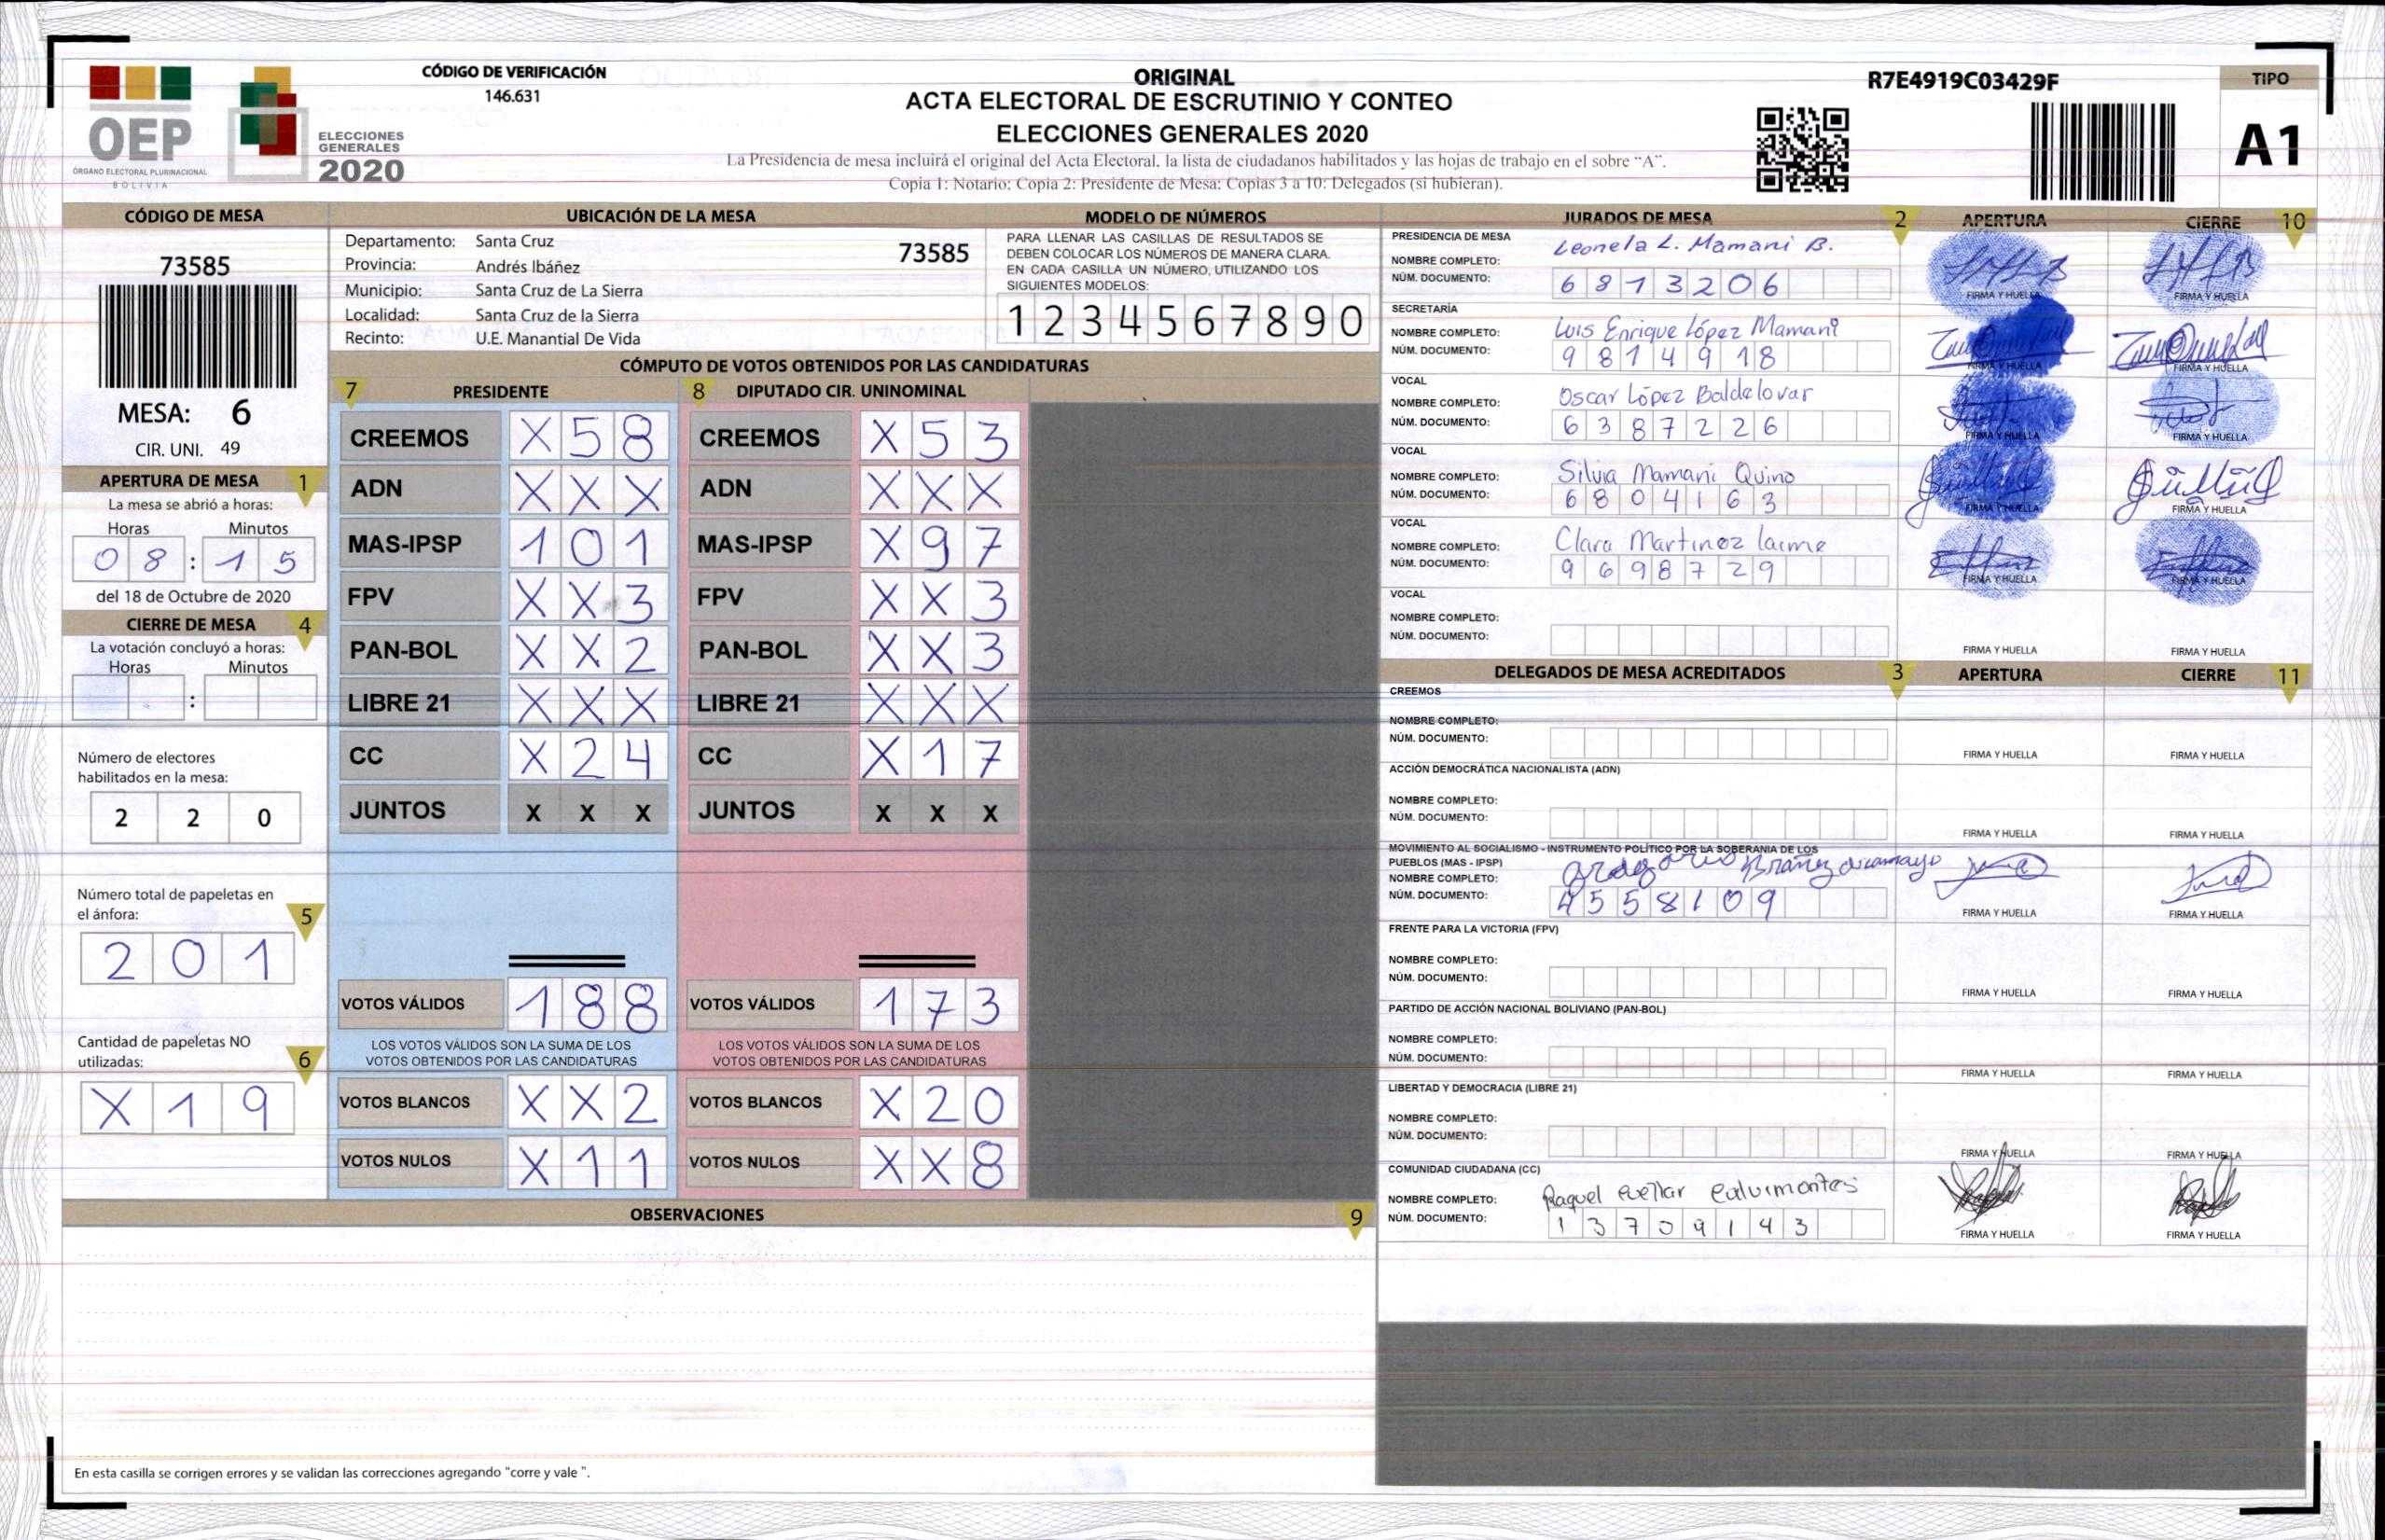 CÓDIGO DE VERIFICACIÓN
146.631
OEP
ÓRGANO ELECTORAL PLURINACIONAL
BOLIVIA
ELECCIONES
GENERALES
2020
ORIGINAL
ACTA ELECTORAL DE ESCRUTINIO Y CONTEO
ELECCIONES GENERALES 2020
La Presidencia de mesa incluirá el original del Acta Electoral, la lista de ciudadanos habilitados y las hojas de trabajo en el sobre “A”.
Copia 1: Notario; Copia 2: Presidente de Mesa; Copias 3 a 10: Delegados (si hubieran).
R7E4919C03429F
TIPO
A1
CÓDIGO DE MESA
73585
MESA: 6
CIR. UNI. 49
APERTURA DE MESA 1
La mesa se abrió a horas:
Horas Minutos
0 8 : 1 5
del 18 de Octubre de 2020
CIERRE DE MESA 4
La votación concluyó a horas:
Horas Minutos
:
Número de electores
habilitados en la mesa:
2 2 0
Número total de papeletas en
el ánfora: 5
2 0 1
Cantidad de papeletas NO
utilizadas: 6
X 1 9
UBICACIÓN DE LA MESA
Departamento: Santa Cruz 73585
Provincia: Andrés Ibáñez
Municipio: Santa Cruz de La Sierra
Localidad: Santa Cruz de la Sierra
Recinto: U.E. Manantial De Vida
MODELO DE NÚMEROS
PARA LLENAR LAS CASILLAS DE RESULTADOS SE
DEBEN COLOCAR LOS NÚMEROS DE MANERA CLARA.
EN CADA CASILLA UN NÚMERO, UTILIZANDO LOS
SIGUIENTES MODELOS:
1 2 3 4 5 6 7 8 9 0
CÓMPUTO DE VOTOS OBTENIDOS POR LAS CANDIDATURAS
7 PRESIDENTE 8 DIPUTADO CIR. UNINOMINAL
CREEMOS X 5 8 CREEMOS X 5 3
ADN X X X ADN X X X
MAS-IPSP 1 0 1 MAS-IPSP X 9 7
FPV X X 3 FPV X X 3
PAN-BOL X X 2 PAN-BOL X X 3
LIBRE 21 X X X LIBRE 21 X X X
CC X 2 4 CC X 1 7
JUNTOS X X X JUNTOS X X X
VOTOS VÁLIDOS 1 8 8 VOTOS VÁLIDOS 1 7 3
LOS VOTOS VÁLIDOS SON LA SUMA DE LOS LOS VOTOS VÁLIDOS SON LA SUMA DE LOS
VOTOS OBTENIDOS POR LAS CANDIDATURAS VOTOS OBTENIDOS POR LAS CANDIDATURAS
VOTOS BLANCOS X X 2 VOTOS BLANCOS X 2 0
VOTOS NULOS X 1 1 VOTOS NULOS X X 8
OBSERVACIONES 9
En esta casilla se corrigen errores y se validan las correcciones agregando "corre y vale ".
JURADOS DE MESA 2 APERTURA CIERRE 10
PRESIDENCIA DE MESA
NOMBRE COMPLETO: Leonela L. Mamani B.
NÚM. DOCUMENTO: 6 8 1 3 2 0 6
FIRMA Y HUELLA FIRMA Y HUELLA
SECRETARÍA
NOMBRE COMPLETO: Luis Enrique López Mamani
NÚM. DOCUMENTO: 9 8 1 4 9 1 8
FIRMA Y HUELLA FIRMA Y HUELLA
VOCAL
NOMBRE COMPLETO: Oscar López Baldelovar
NÚM. DOCUMENTO: 6 3 8 7 2 2 6
FIRMA Y HUELLA FIRMA Y HUELLA
VOCAL
NOMBRE COMPLETO: Silvia Mamani Quino
NÚM. DOCUMENTO: 6 8 0 4 1 6 3
FIRMA Y HUELLA FIRMA Y HUELLA
VOCAL
NOMBRE COMPLETO: Clara Martinez laime
NÚM. DOCUMENTO: 9 6 9 8 7 2 9
FIRMA Y HUELLA FIRMA Y HUELLA
VOCAL
NOMBRE COMPLETO:
NÚM. DOCUMENTO:
FIRMA Y HUELLA FIRMA Y HUELLA
DELEGADOS DE MESA ACREDITADOS 3 APERTURA CIERRE 11
CREEMOS
NOMBRE COMPLETO:
NÚM. DOCUMENTO:
FIRMA Y HUELLA FIRMA Y HUELLA
ACCIÓN DEMOCRÁTICA NACIONALISTA (ADN)
NOMBRE COMPLETO:
NÚM. DOCUMENTO:
FIRMA Y HUELLA FIRMA Y HUELLA
MOVIMIENTO AL SOCIALISMO - INSTRUMENTO POLÍTICO POR LA SOBERANIA DE LOS
PUEBLOS (MAS - IPSP)
NOMBRE COMPLETO:
NÚM. DOCUMENTO: 4 5 5 8 1 0 9
FIRMA Y HUELLA FIRMA Y HUELLA
FRENTE PARA LA VICTORIA (FPV)
NOMBRE COMPLETO:
NÚM. DOCUMENTO:
FIRMA Y HUELLA FIRMA Y HUELLA
PARTIDO DE ACCIÓN NACIONAL BOLIVIANO (PAN-BOL)
NOMBRE COMPLETO:
NÚM. DOCUMENTO:
FIRMA Y HUELLA FIRMA Y HUELLA
LIBERTAD Y DEMOCRACIA (LIBRE 21)
NOMBRE COMPLETO:
NÚM. DOCUMENTO:
FIRMA Y HUELLA FIRMA Y HUELLA
COMUNIDAD CIUDADANA (CC)
NOMBRE COMPLETO: Raquel
NÚM. DOCUMENTO: 1 3 7 0 9 1 4 3
FIRMA Y HUELLA FIRMA Y HUELLA